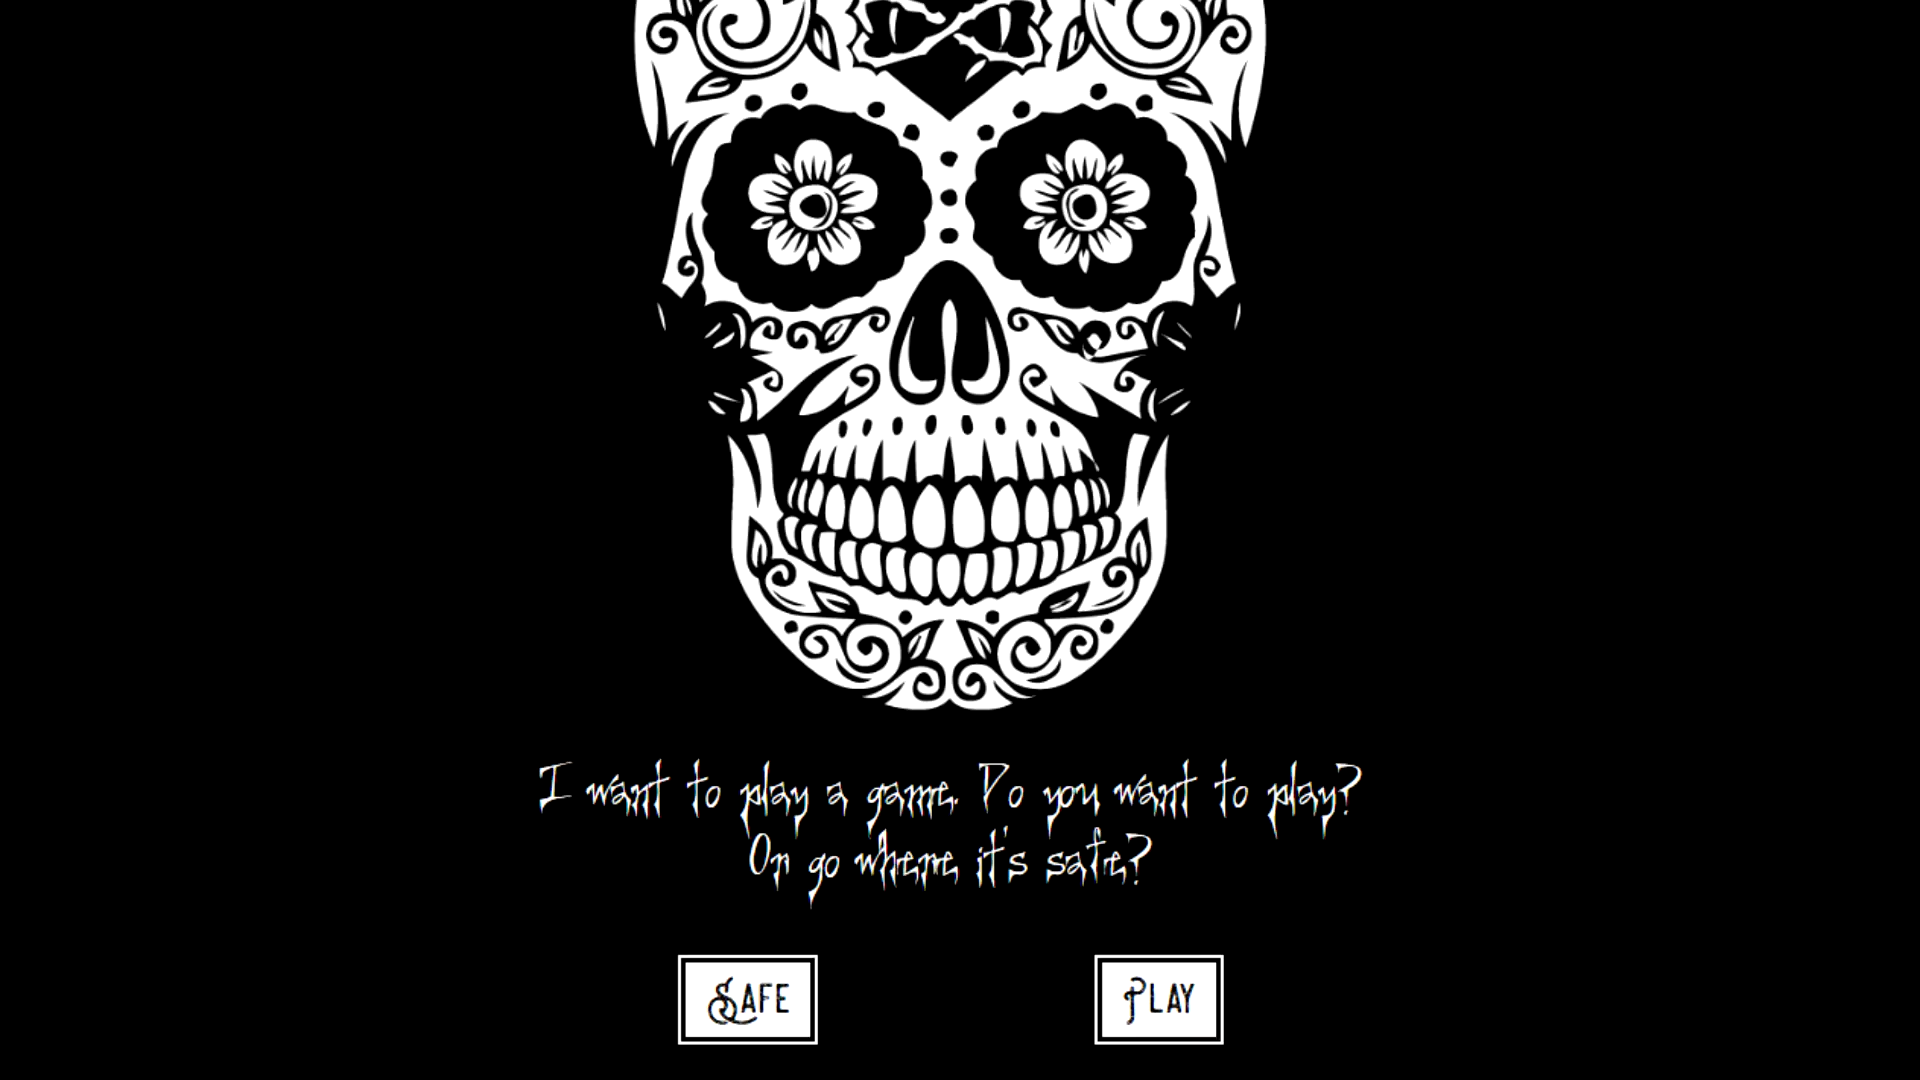 I want to play a game. Do you want to play?
Or go where it's safe?
Safe
Play